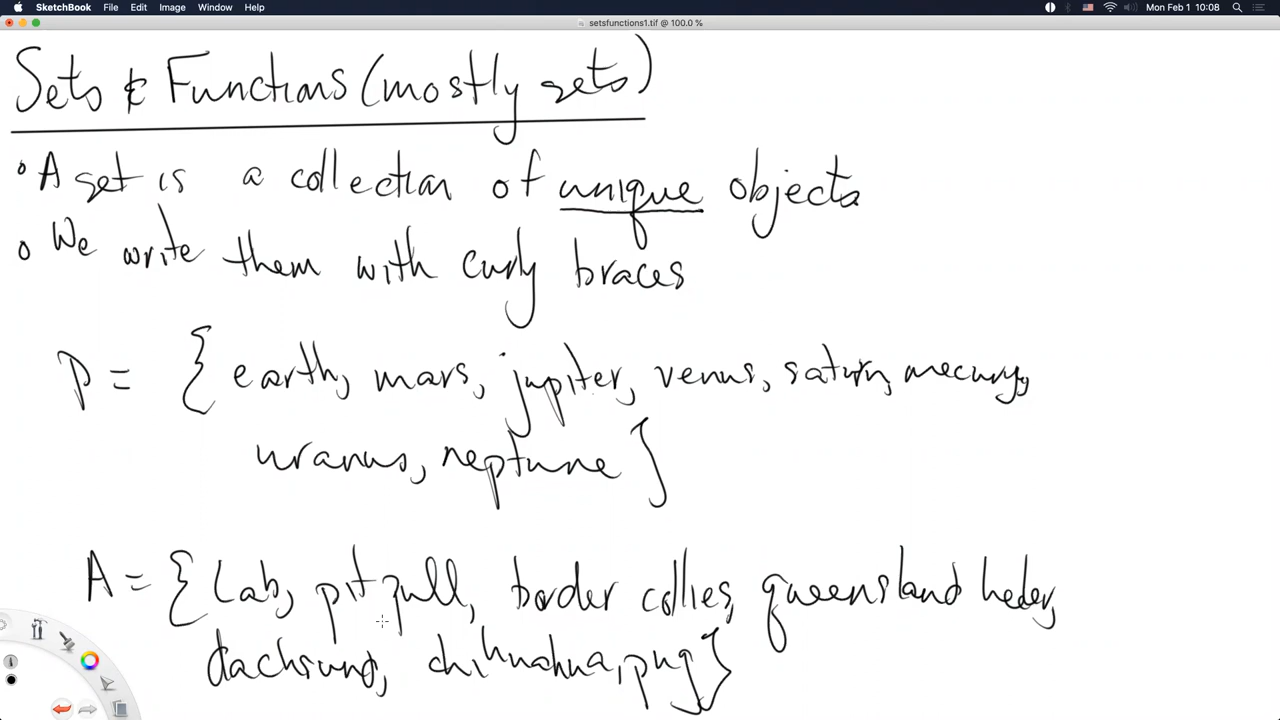 SketchBook File Edit Image Window Help Mon Feb 1 10:08
setsfunctions1.tif @ 100.0 %
Sets & Functions (mostly sets)
• A set is a collection of unique objects
• We write them with curly braces
P = { earth, mars, jupiter, venus, saturn, mecury,
uranus, neptune }
A = { Lab, pit bull, border collies, queensland heeler,
dachsund, chihuahua, pug }